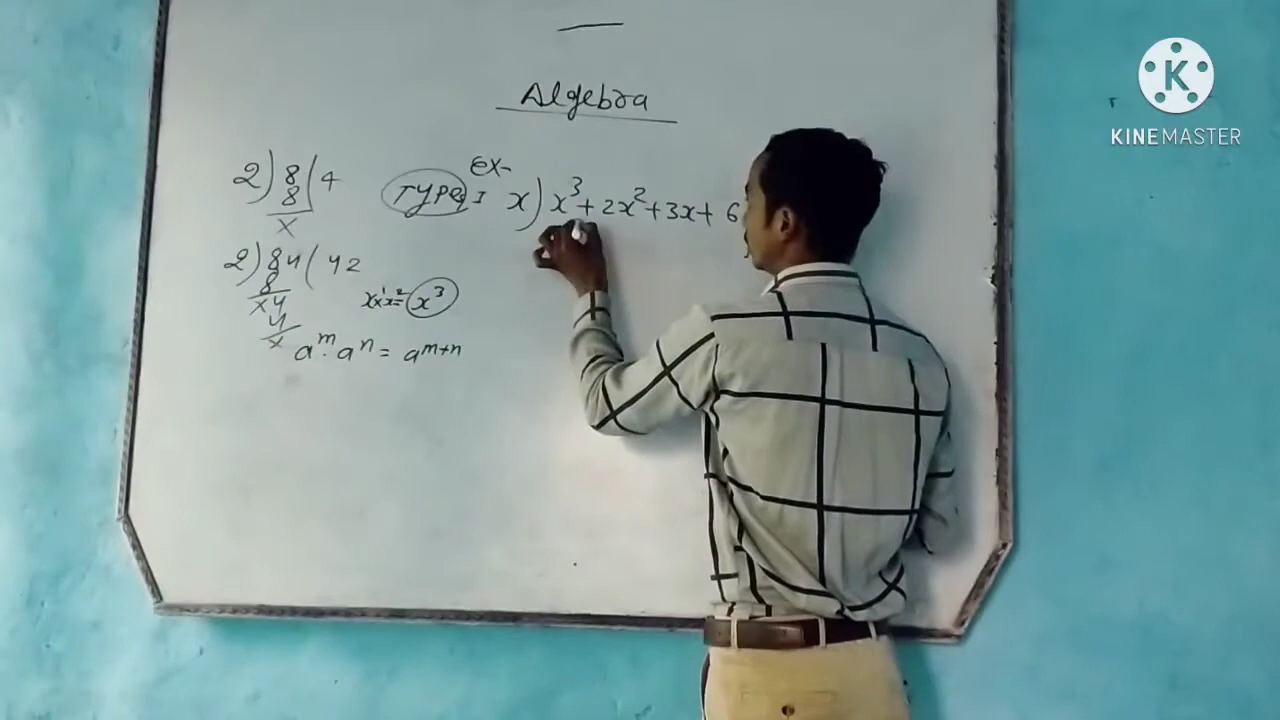 Algebra
2) 8 ( 4
8
x
2) 84 ( 42
8
x4
4
x
x × x¹ = x²
x³
aᵐ · aⁿ = aᵐ⁺ⁿ
Ex-
TYPE I x) x³ + 2x² + 3x + 6
K
KINEMASTER